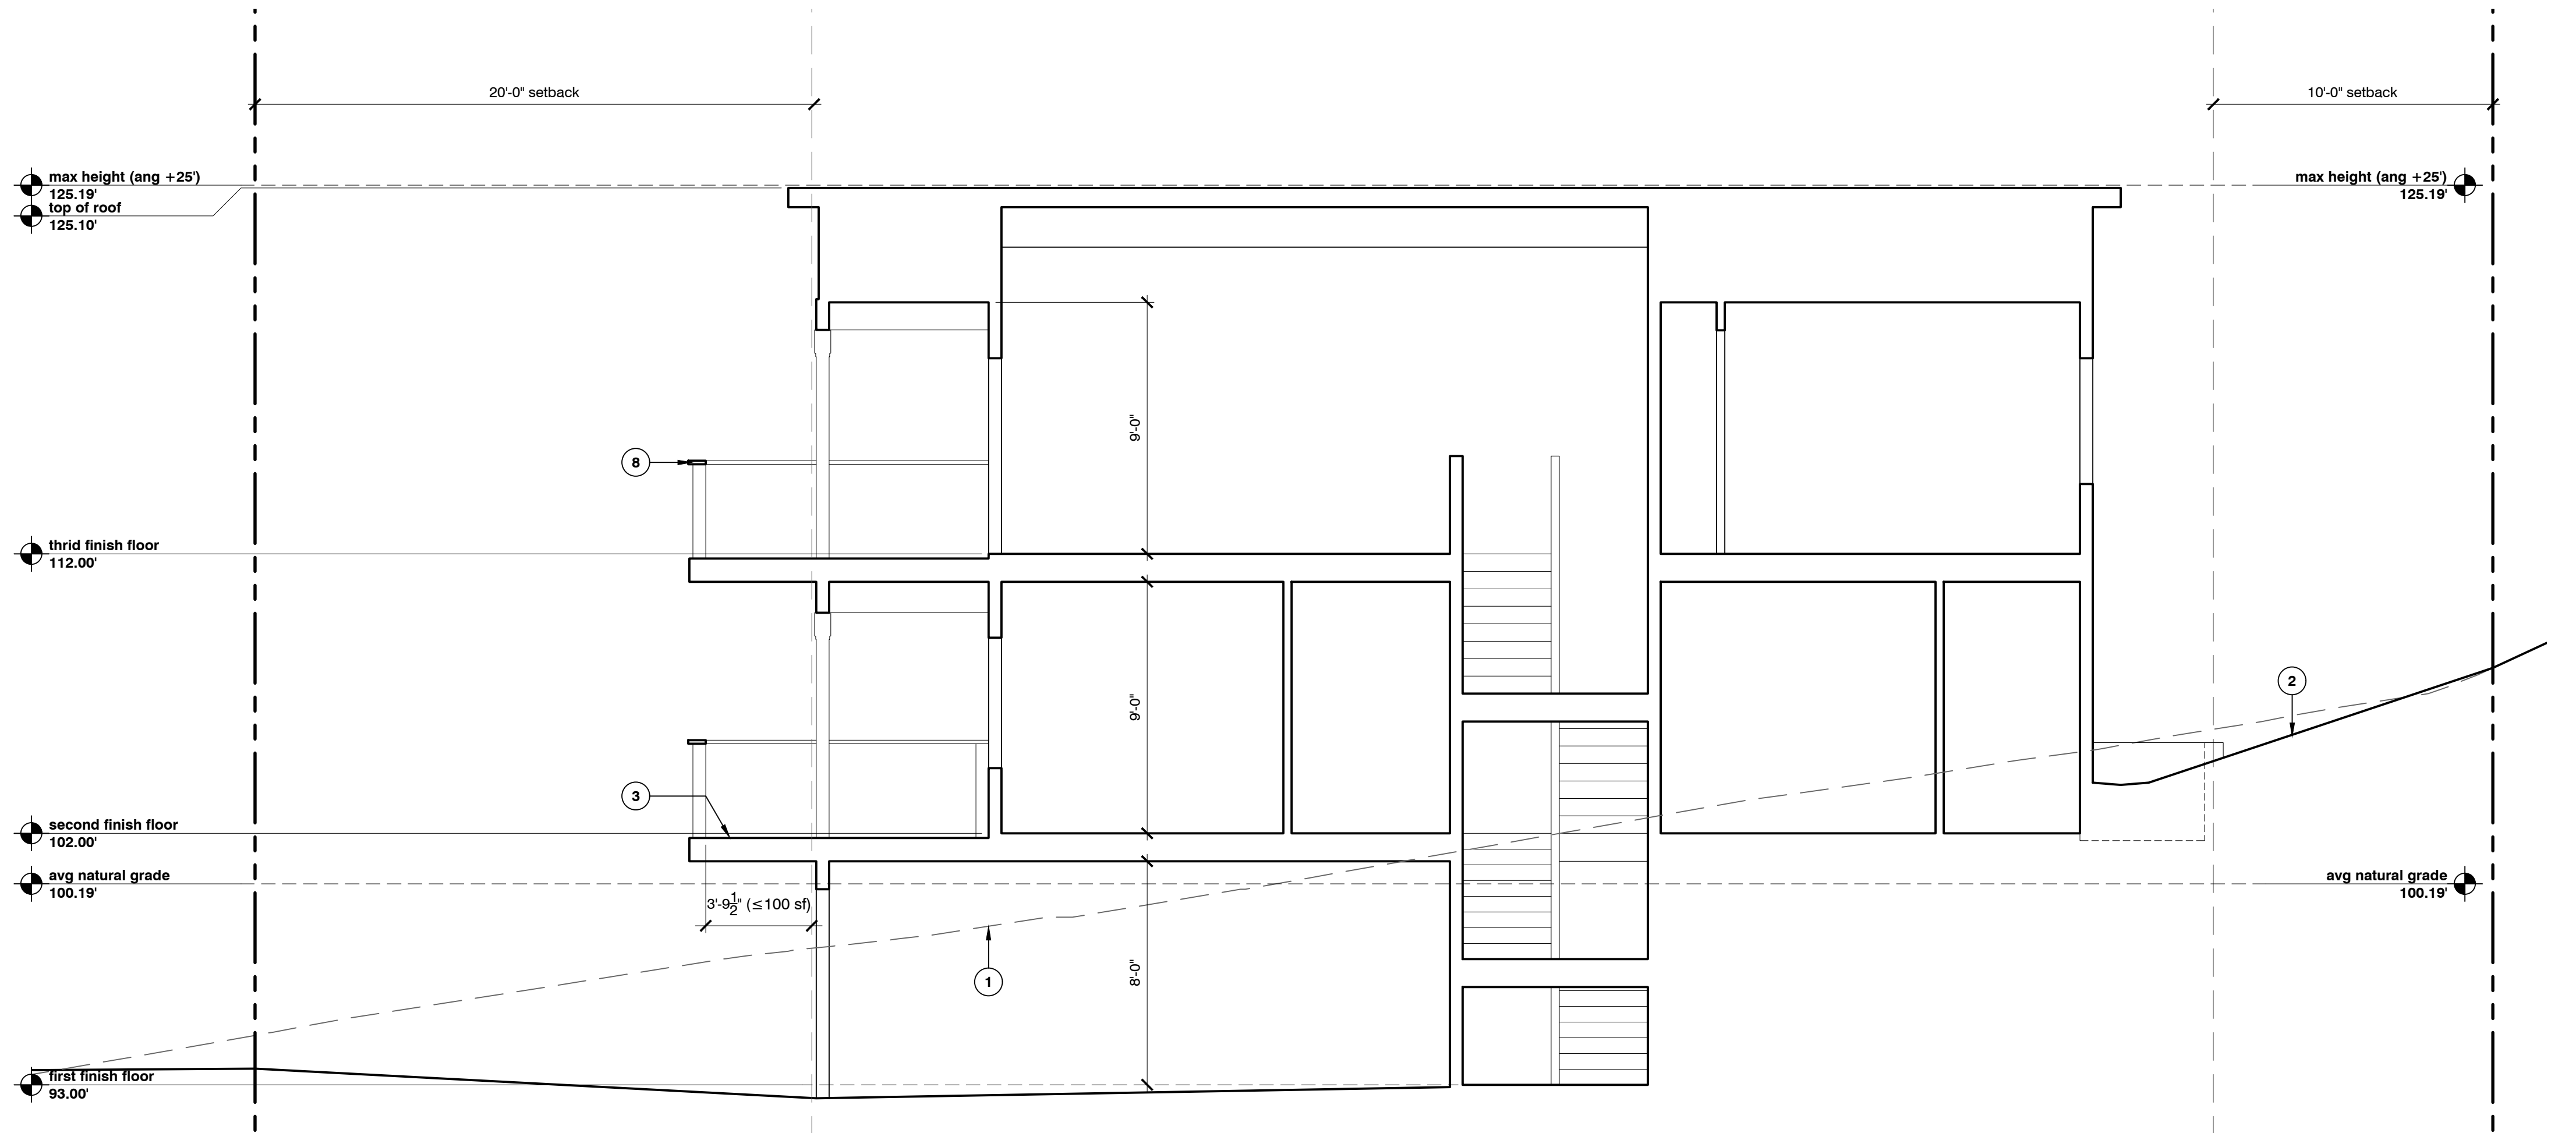 20'-0" setback
10'-0" setback
max height (ang +25')
125.19'
top of roof
125.10'
max height (ang +25')
125.19'
9'-0"
8
thrid finish floor
112.00'
2
9'-0"
3
second finish floor
102.00'
avg natural grade
100.19'
avg natural grade
100.19'
3'-9 1/2" (≤100 sf)
1
8'-0"
first finish floor
93.00'